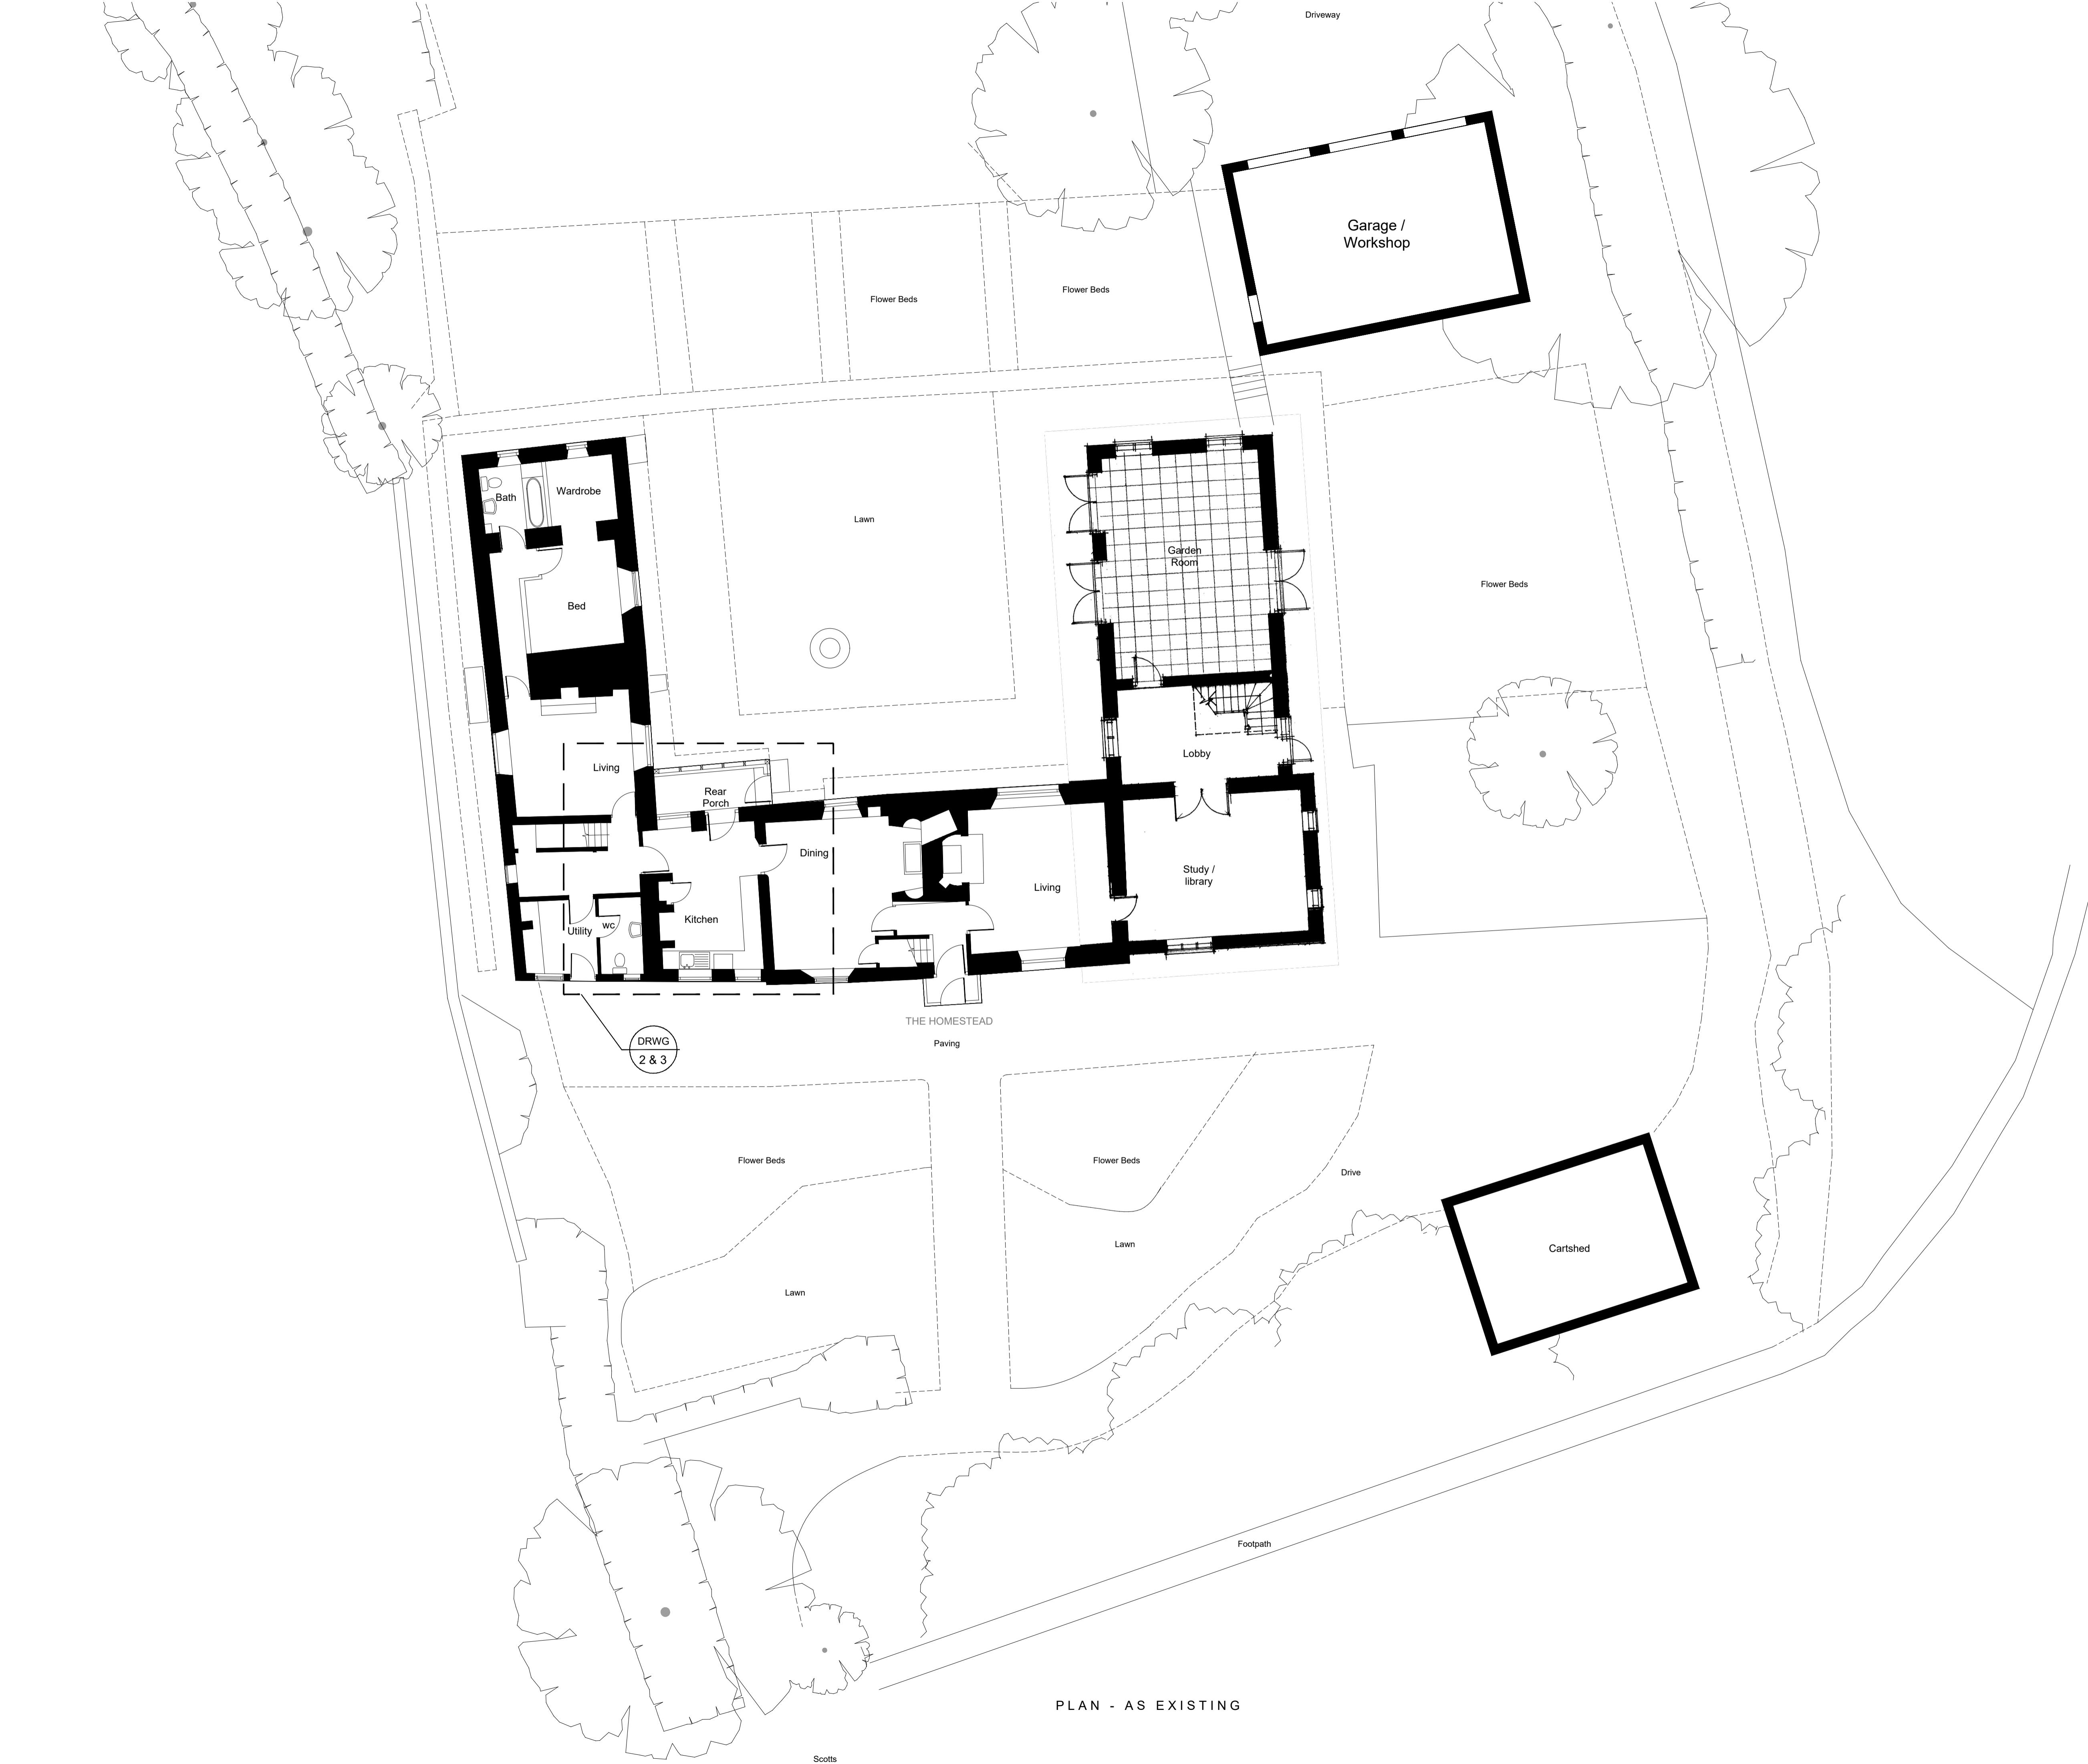 Driveway
Garage /
Workshop
Flower Beds
Flower Beds
Bath
Wardrobe
Lawn
Garden
Room
Flower Beds
Bed
Living
Lobby
Rear
Porch
Dining
Study /
library
Living
Kitchen
Utility
wc
THE HOMESTEAD
DRWG
2 & 3
Paving
Flower Beds
Flower Beds
Drive
Lawn
Cartshed
Lawn
Footpath
PLAN - AS EXISTING
Scotts